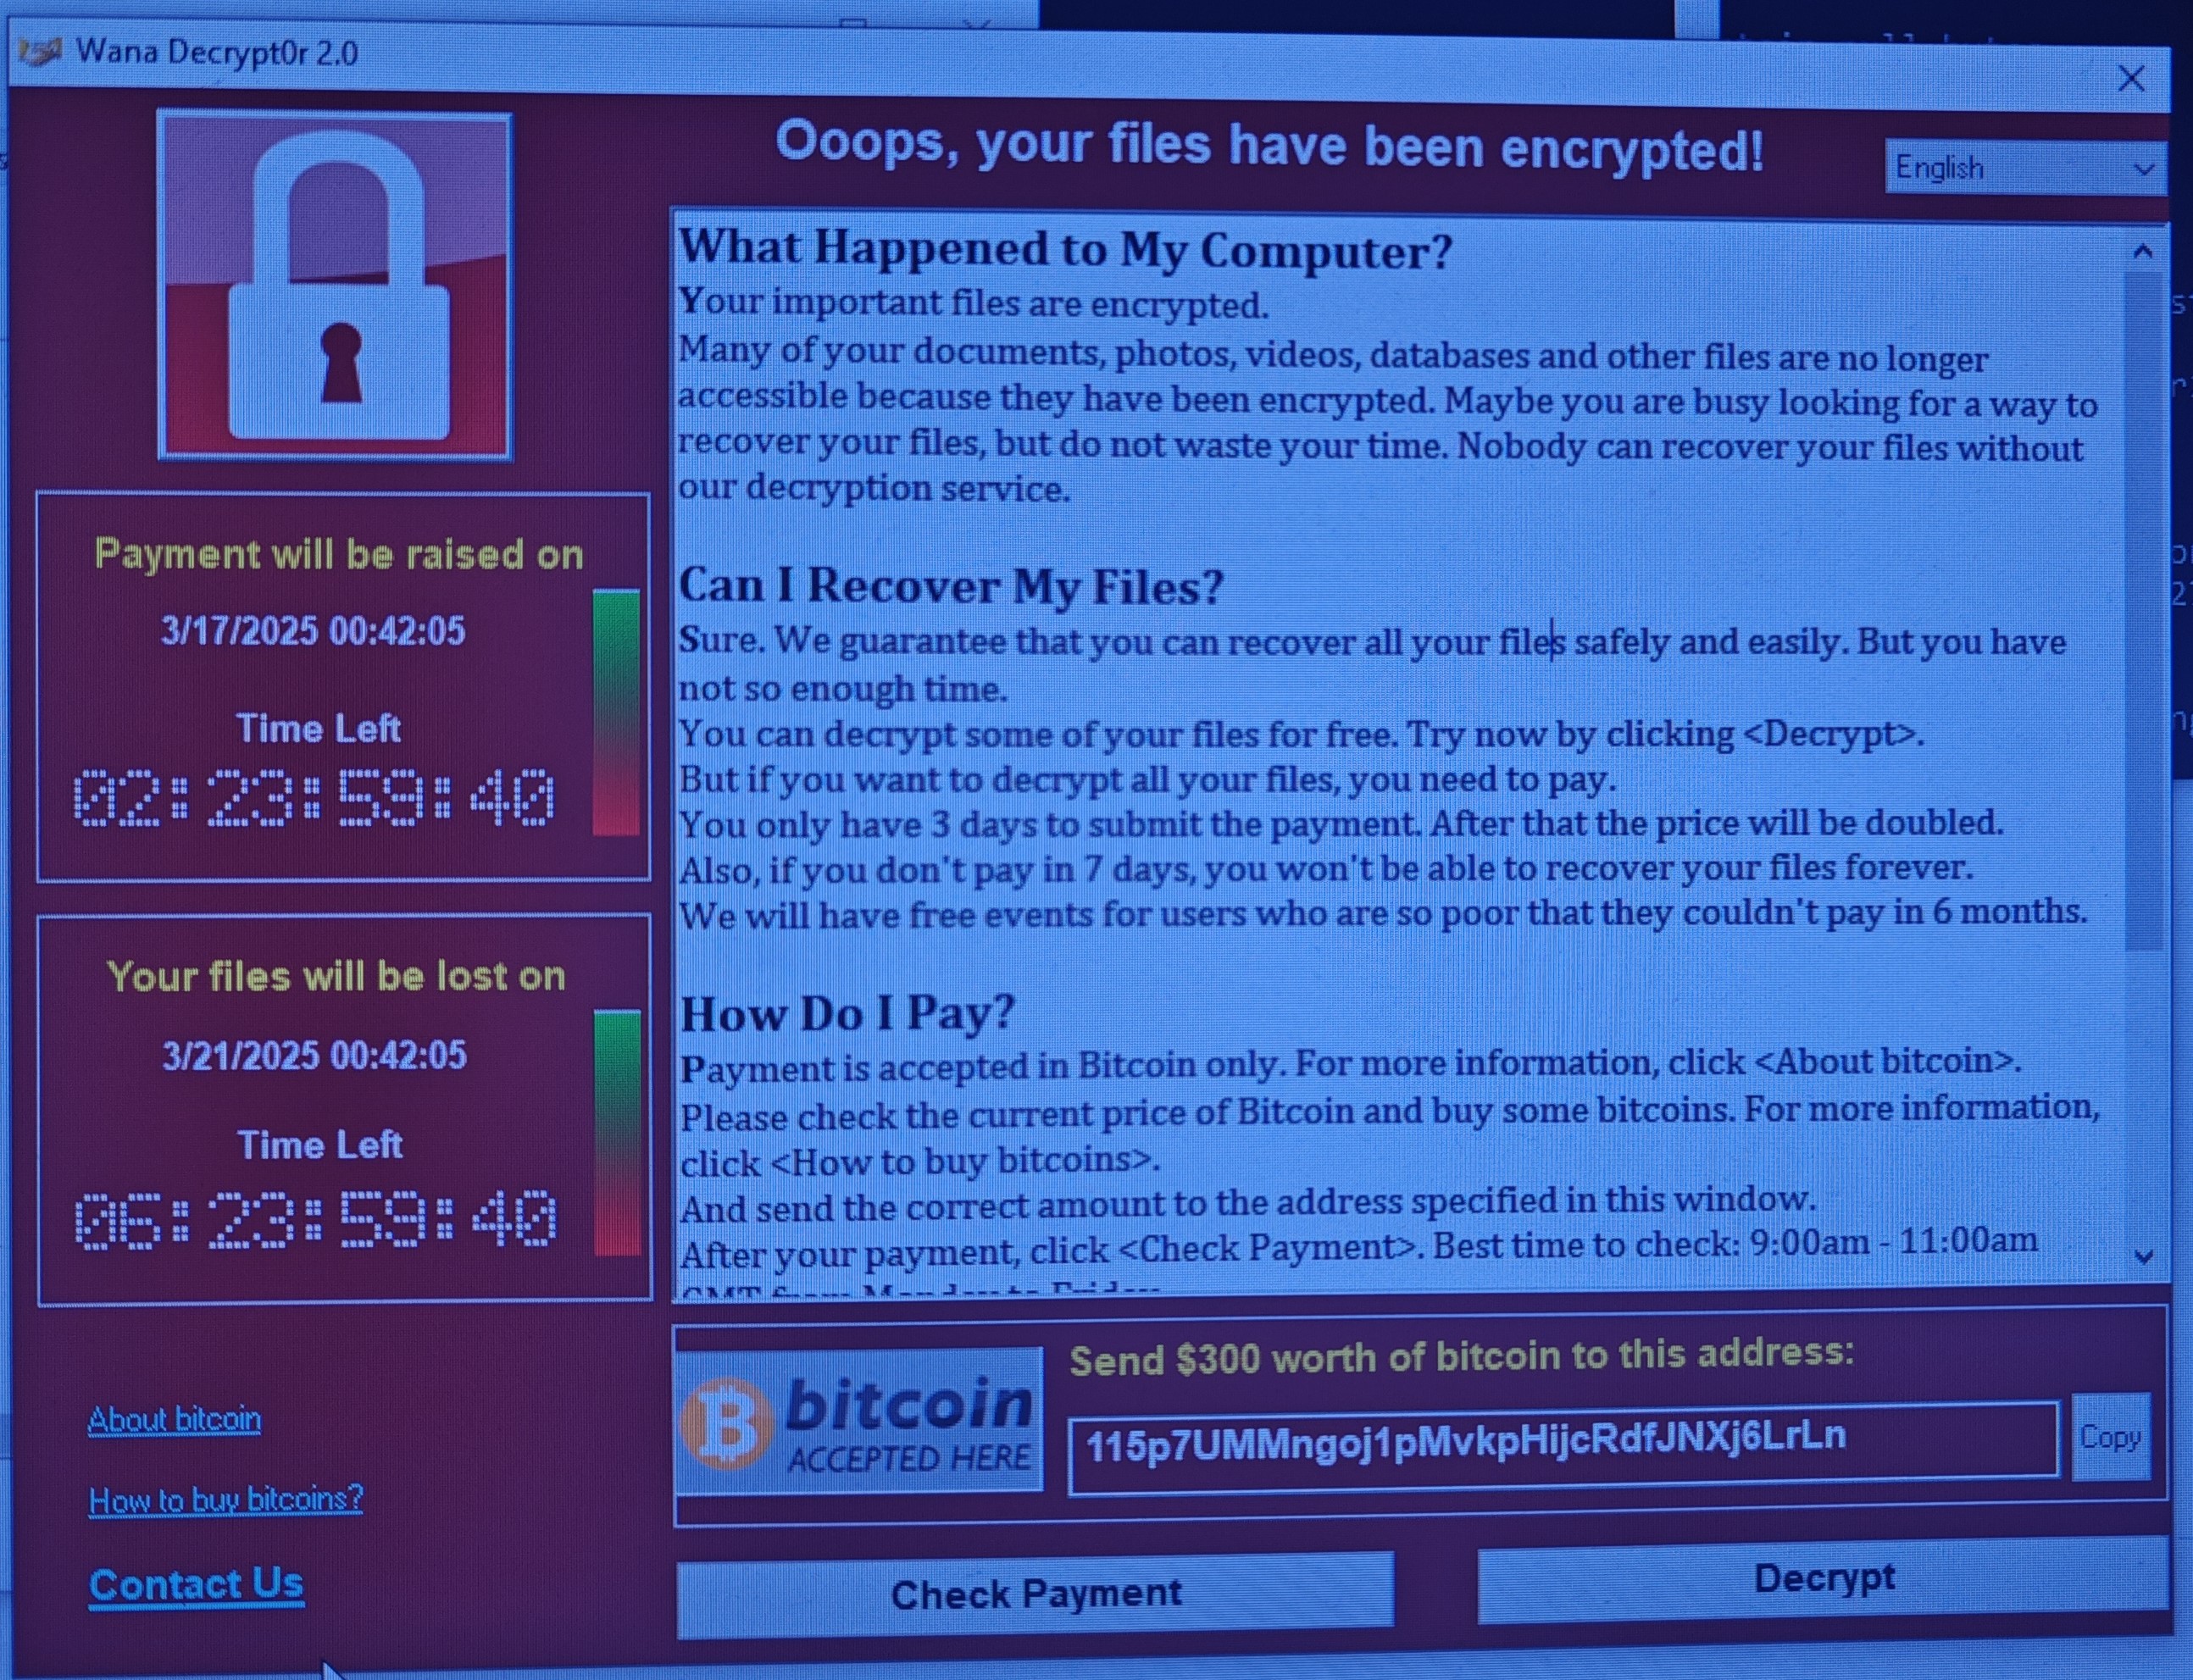 Wana Decrypt0r 2.0
Ooops, your files have been encrypted!
English
What Happened to My Computer?
Your important files are encrypted.
Many of your documents, photos, videos, databases and other files are no longer
accessible because they have been encrypted. Maybe you are busy looking for a way to
recover your files, but do not waste your time. Nobody can recover your files without
our decryption service.
Can I Recover My Files?
Sure. We guarantee that you can recover all your files safely and easily. But you have
not so enough time.
You can decrypt some of your files for free. Try now by clicking <Decrypt>.
But if you want to decrypt all your files, you need to pay.
You only have 3 days to submit the payment. After that the price will be doubled.
Also, if you don't pay in 7 days, you won't be able to recover your files forever.
We will have free events for users who are so poor that they couldn't pay in 6 months.
How Do I Pay?
Payment is accepted in Bitcoin only. For more information, click <About bitcoin>.
Please check the current price of Bitcoin and buy some bitcoins. For more information,
click <How to buy bitcoins>.
And send the correct amount to the address specified in this window.
After your payment, click <Check Payment>. Best time to check: 9:00am - 11:00am
Payment will be raised on
3/17/2025 00:42:05
Time Left
02:23:59:40
Your files will be lost on
3/21/2025 00:42:05
Time Left
06:23:59:40
About bitcoin
How to buy bitcoins?
Contact Us
bitcoin
ACCEPTED HERE
Send $300 worth of bitcoin to this address:
115p7UMMngoj1pMvkpHijcRdfJNXj6LrLn
Copy
Check Payment
Decrypt